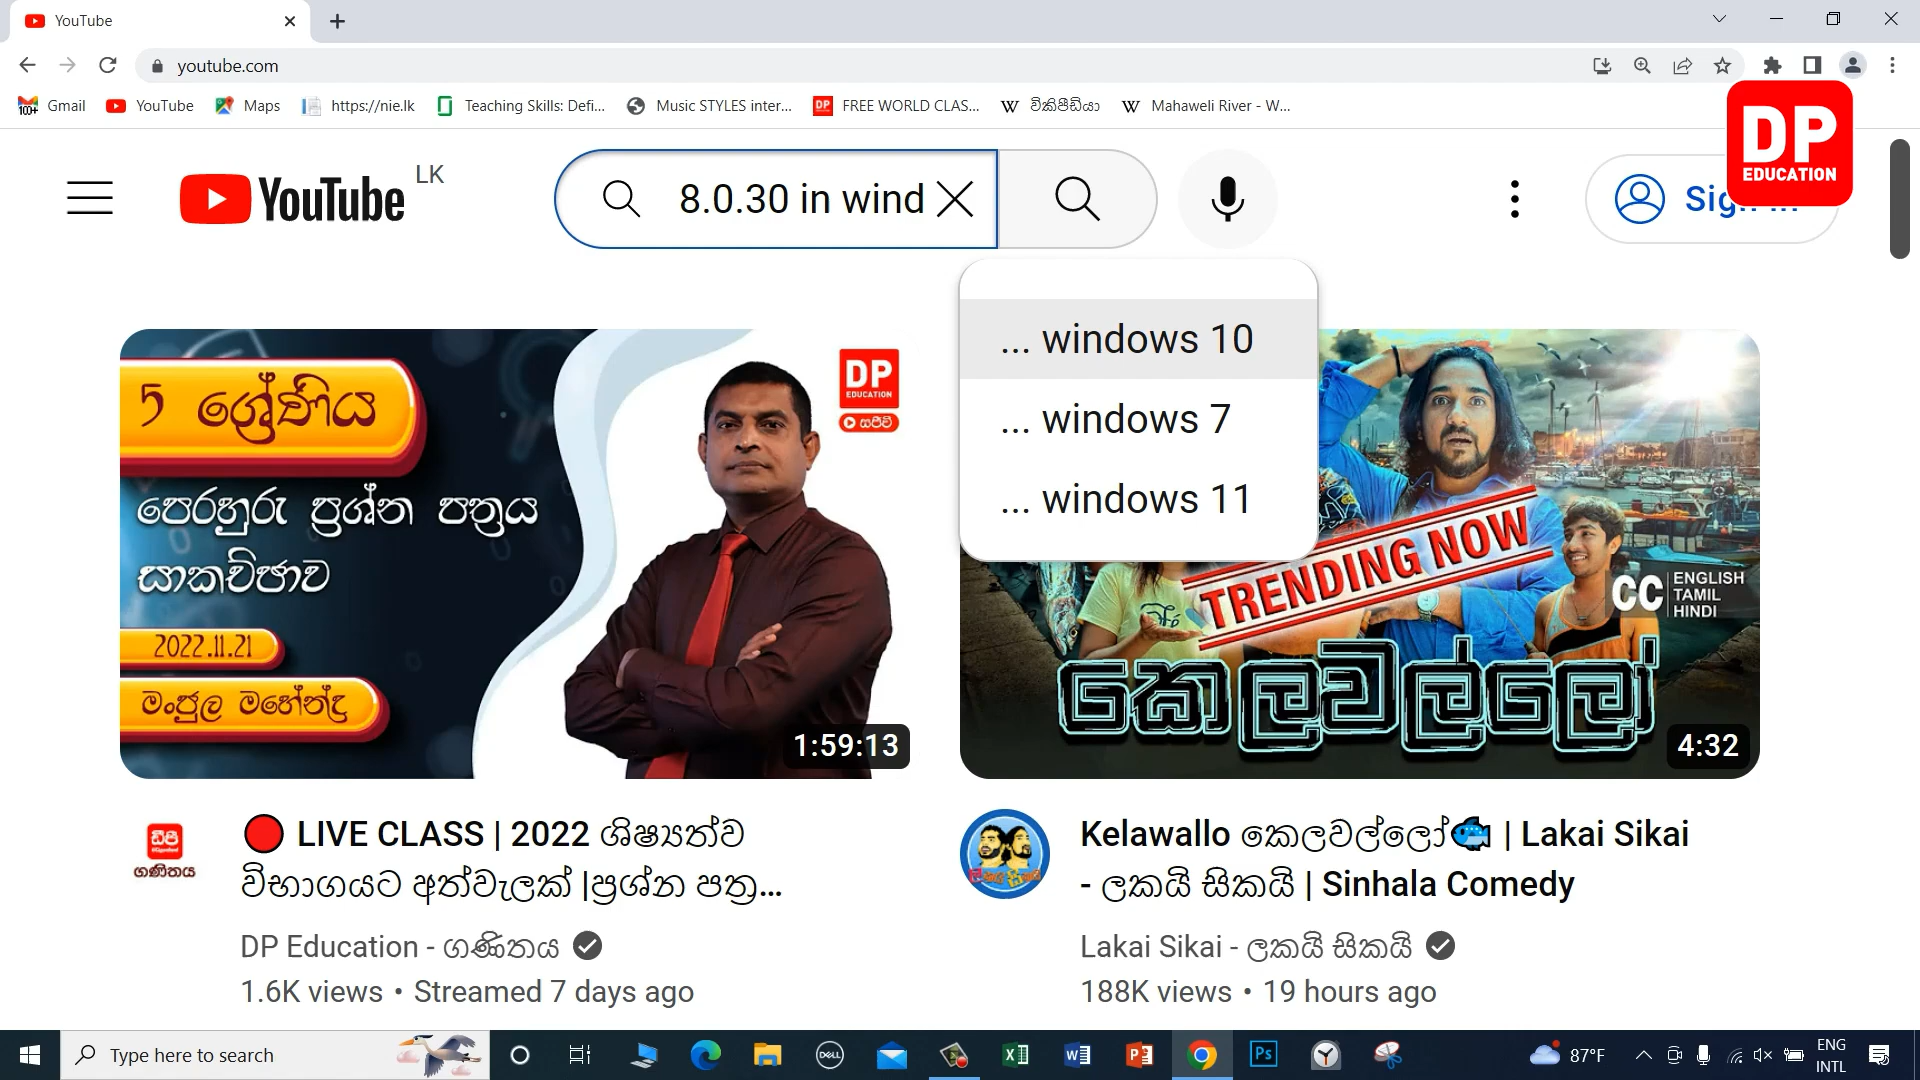 YouTube
youtube.com
Gmail
YouTube
Maps
https://nie.lk
Teaching Skills: Defi...
Music STYLES inter...
FREE WORLD CLAS...
විකිපීඩියා
Mahaweli River - W...
DP
EDUCATION
YouTube LK
8.0.30 in wind
... windows 10
... windows 7
... windows 11
5 ශ්‍රේණිය
පෙරහුරු ප්‍රශ්න පත්‍රය
සාකච්ඡාව
2022.11.21
මංජුල මහේන්ද්‍ර
DP
EDUCATION
සජීවී
1:59:13
TRENDING NOW
CC ENGLISH
TAMIL
HINDI
කෙලවල්ලෝ
4:32
ඩීපී
ගණිතය
LIVE CLASS | 2022 ශිෂ්‍යත්ව
විභාගයට අත්වැලක් |ප්‍රශ්න පත්‍ර...
DP Education - ගණිතය
1.6K views • Streamed 7 days ago
Kelawallo කෙලවල්ලෝ | Lakai Sikai
- ලකයි සිකයි | Sinhala Comedy
Lakai Sikai - ලකයි සිකයි
188K views • 19 hours ago
Type here to search
DELL
Ps
87°F
ENG
INTL